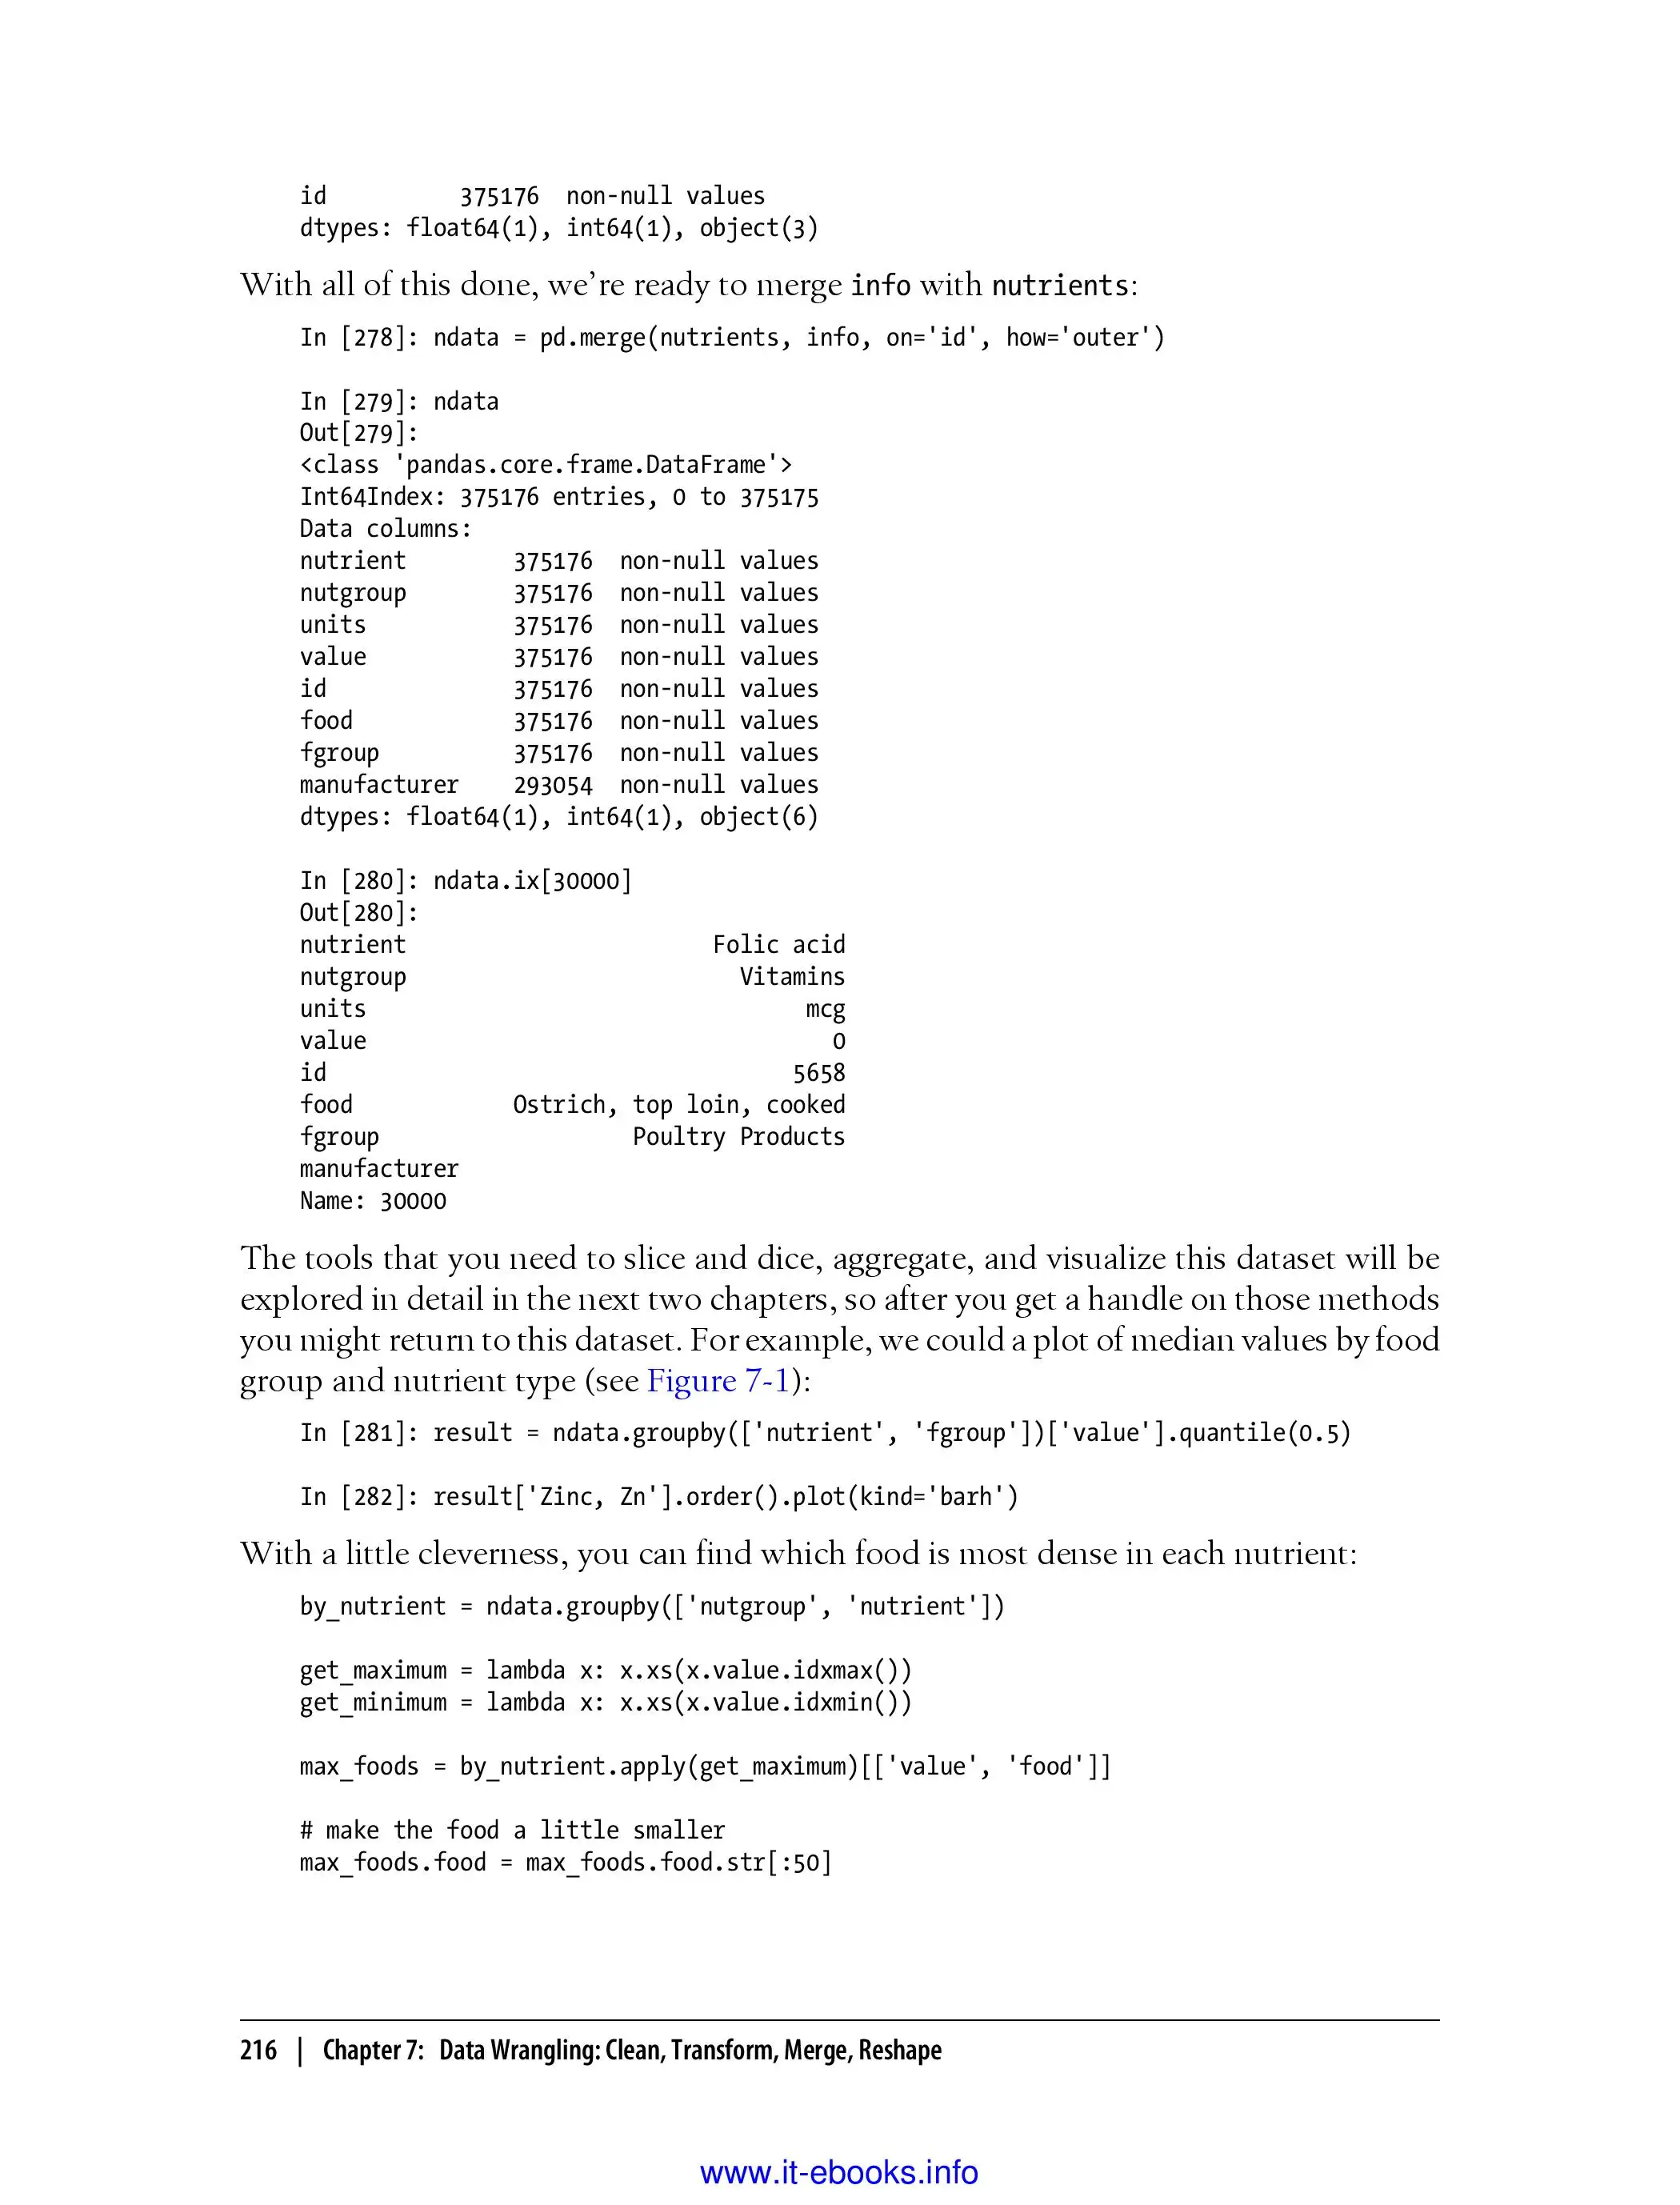 id          375176  non-null values
dtypes: float64(1), int64(1), object(3)
With all of this done, we're ready to merge info with nutrients:
In [278]: ndata = pd.merge(nutrients, info, on='id', how='outer')
In [279]: ndata
Out[279]:
<class 'pandas.core.frame.DataFrame'>
Int64Index: 375176 entries, 0 to 375175
Data columns:
nutrient        375176  non-null values
nutgroup        375176  non-null values
units           375176  non-null values
value           375176  non-null values
id              375176  non-null values
food            375176  non-null values
fgroup          375176  non-null values
manufacturer    293054  non-null values
dtypes: float64(1), int64(1), object(6)
In [280]: ndata.ix[30000]
Out[280]:
nutrient                       Folic acid
nutgroup                         Vitamins
units                                 mcg
value                                   0
id                                   5658
food            Ostrich, top loin, cooked
fgroup                   Poultry Products
manufacturer
Name: 30000
The tools that you need to slice and dice, aggregate, and visualize this dataset will be
explored in detail in the next two chapters, so after you get a handle on those methods
you might return to this dataset. For example, we could a plot of median values by food
group and nutrient type (see Figure 7-1):
In [281]: result = ndata.groupby(['nutrient', 'fgroup'])['value'].quantile(0.5)
In [282]: result['Zinc, Zn'].order().plot(kind='barh')
With a little cleverness, you can find which food is most dense in each nutrient:
by_nutrient = ndata.groupby(['nutgroup', 'nutrient'])
get_maximum = lambda x: x.xs(x.value.idxmax())
get_minimum = lambda x: x.xs(x.value.idxmin())
max_foods = by_nutrient.apply(get_maximum)[['value', 'food']]
# make the food a little smaller
max_foods.food = max_foods.food.str[:50]
216 | Chapter 7: Data Wrangling: Clean, Transform, Merge, Reshape
www.it-ebooks.info